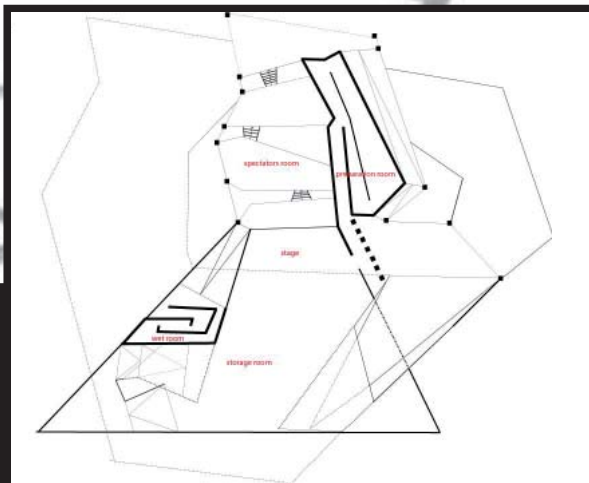 spectators room
preparation room
stage
wet room
storage room